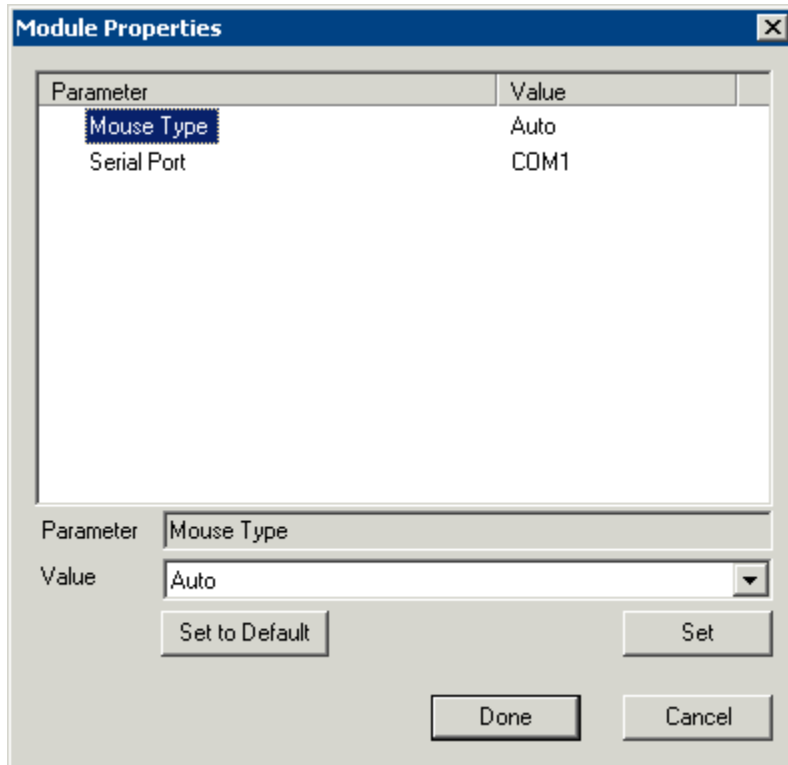 Module Properties
Parameter Value
Mouse Type Auto
Serial Port COM1
Parameter Mouse Type
Value Auto
Set to Default Set
Done Cancel